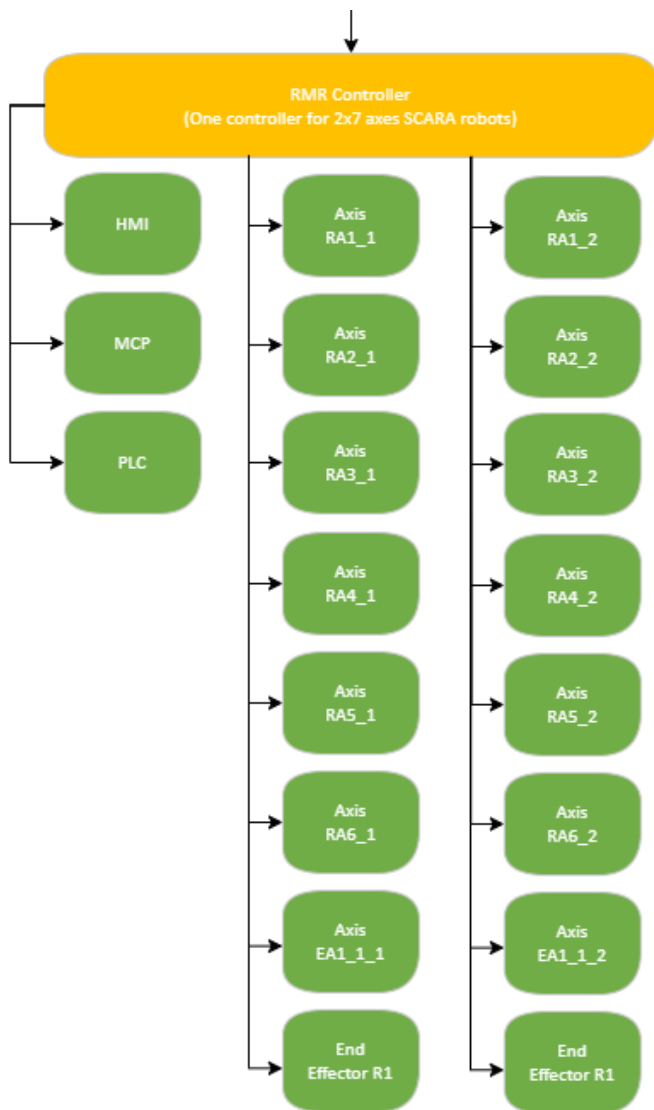 RMR Controller
(One controller for 2x7 axes SCARA robots)
HMI
MCP
PLC
Axis
RA1_1
Axis
RA2_1
Axis
RA3_1
Axis
RA4_1
Axis
RA5_1
Axis
RA6_1
Axis
EA1_1_1
End
Effector R1
Axis
RA1_2
Axis
RA2_2
Axis
RA3_2
Axis
RA4_2
Axis
RA5_2
Axis
RA6_2
Axis
EA1_1_2
End
Effector R1